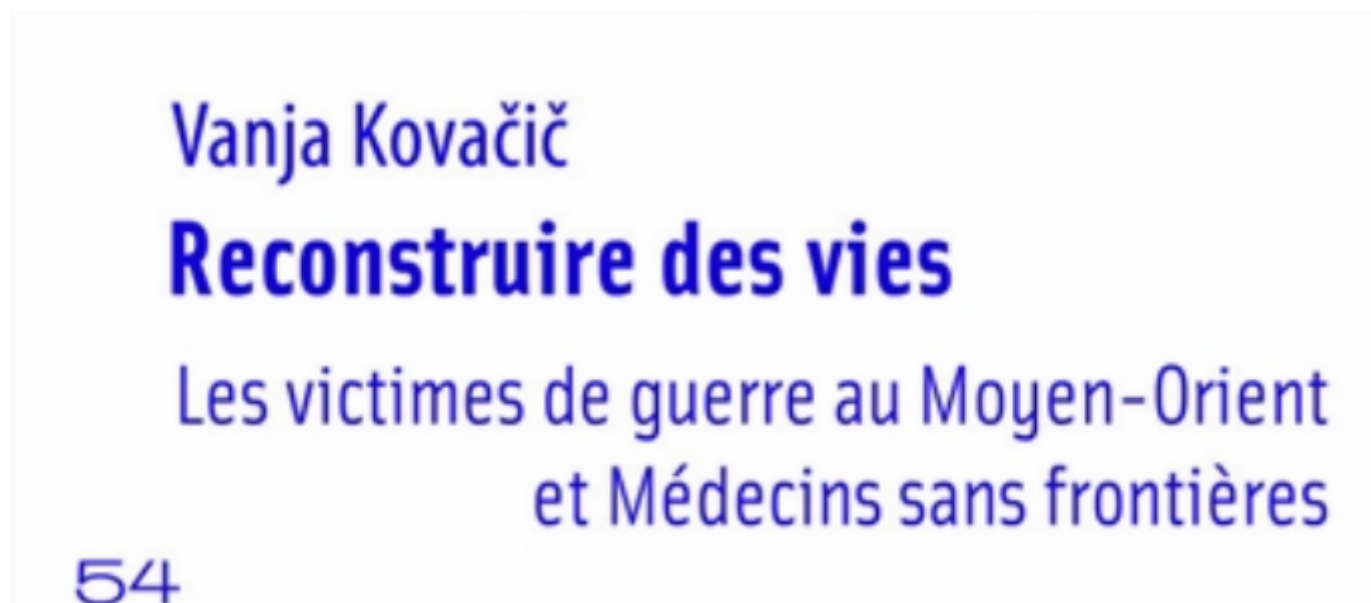 Vanja Kovačič
Reconstruire des vies
Les victimes de guerre au Moyen-Orient
et Médecins sans frontières
54